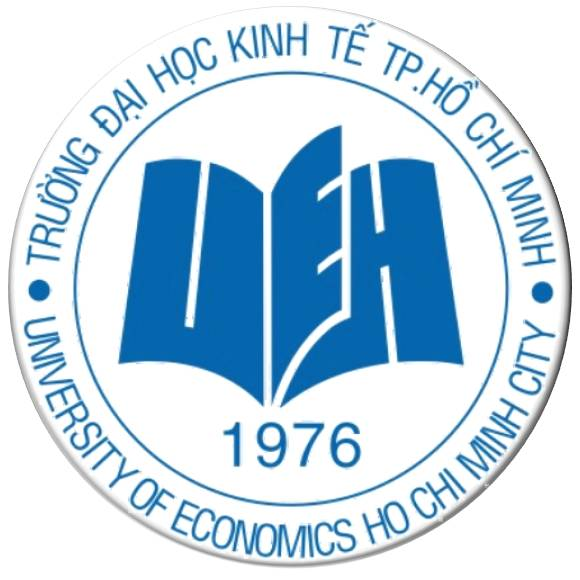 TRƯỜNG ĐẠI HỌC KINH TẾ TP.HỒ CHÍ MINH
UEH
1976
UNIVERSITY OF ECONOMICS HO CHI MINH CITY